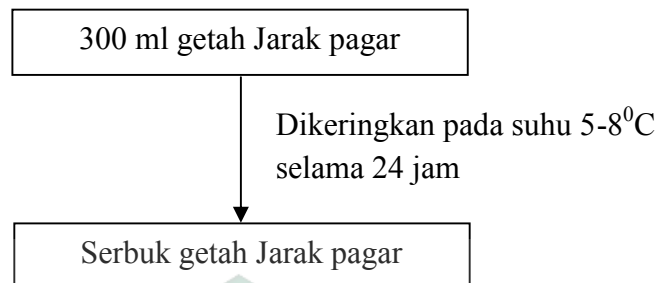 300 ml getah Jarak pagar
Dikeringkan pada suhu 5-8⁰C
selama 24 jam
Serbuk getah Jarak pagar